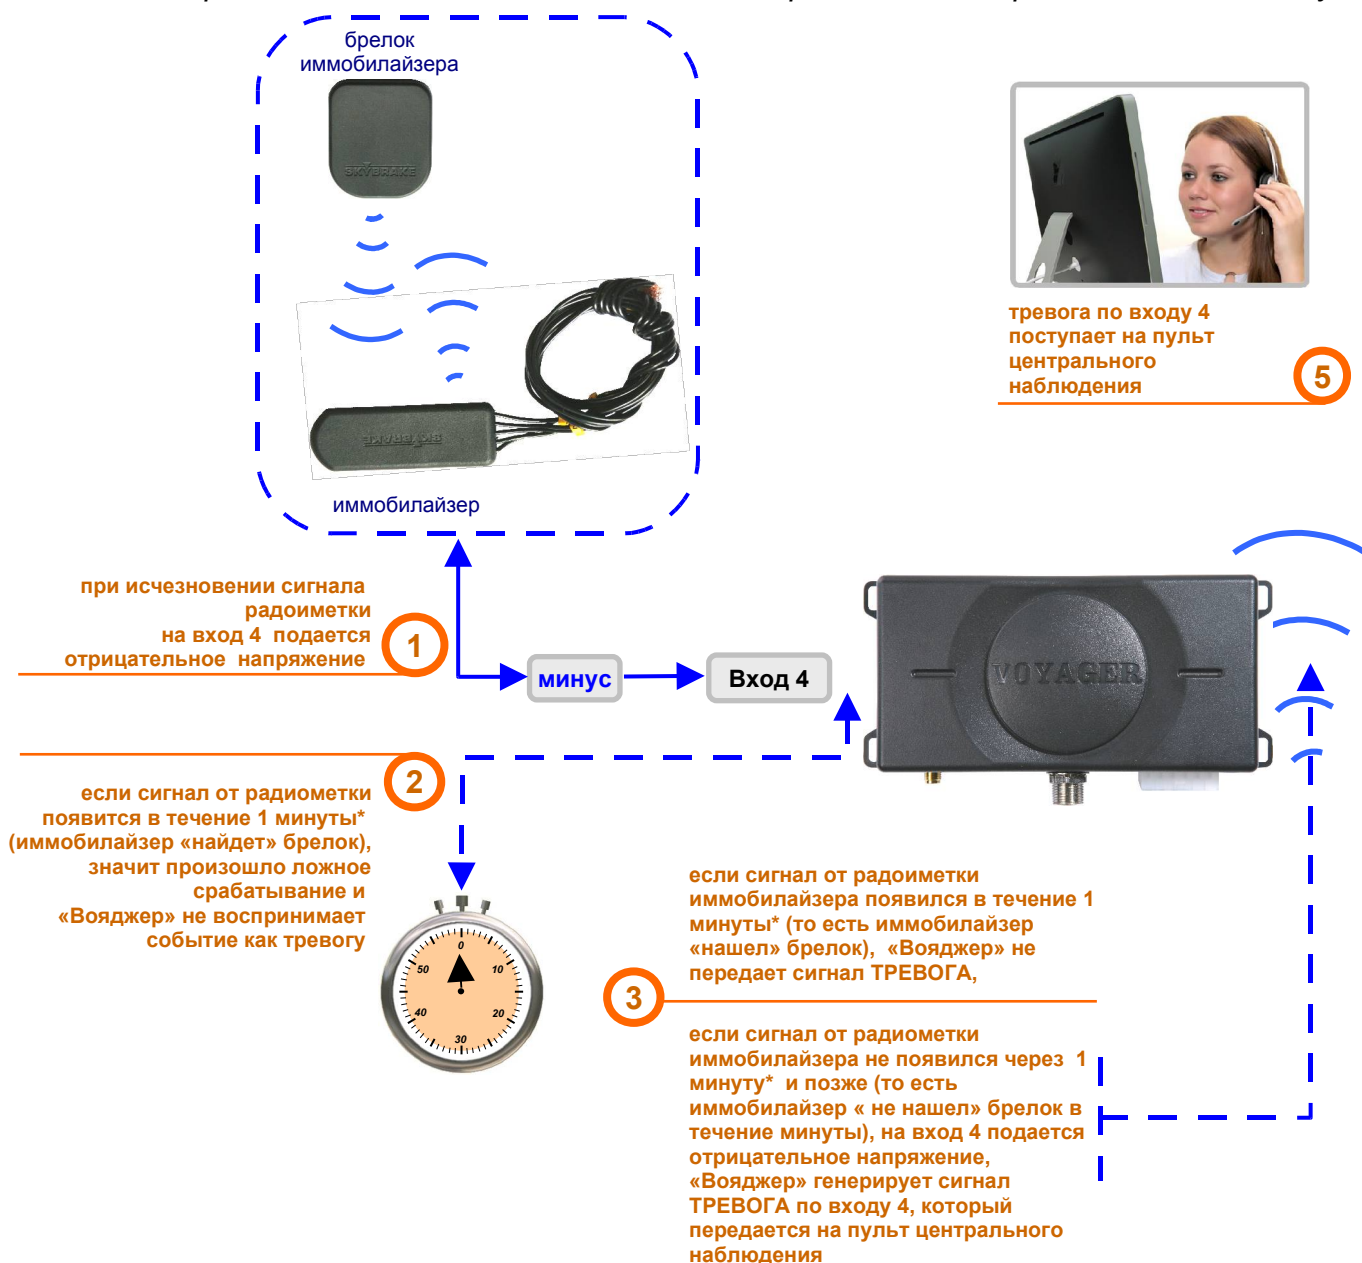 брелок
иммобилайзера
SKYBRAKE
SKYBRAKE
иммобилайзер
тревога по входу 4
поступает на пульт
центрального
наблюдения
5
при исчезновении сигнала
радоиметки
на вход 4 подается
отрицательное напряжение
1
минус
Вход 4
VOYAGER
2
если сигнал от радиометки
появится в течение 1 минуты*
(иммобилайзер «найдет» брелок),
значит произошло ложное
срабатывание и
«Вояджер» не воспринимает
событие как тревогу
0
10
20
30
40
50
если сигнал от радоиметки
иммобилайзера появился в течение 1
минуты* (то есть иммобилайзер
«нашел» брелок), «Вояджер» не
передает сигнал ТРЕВОГА,
3
если сигнал от радиометки
иммобилайзера не появился через 1
минуту* и позже (то есть
иммобилайзер « не нашел» брелок в
течение минуты), на вход 4 подается
отрицательное напряжение,
«Вояджер» генерирует сигнал
ТРЕВОГА по входу 4, который
передается на пульт центрального
наблюдения